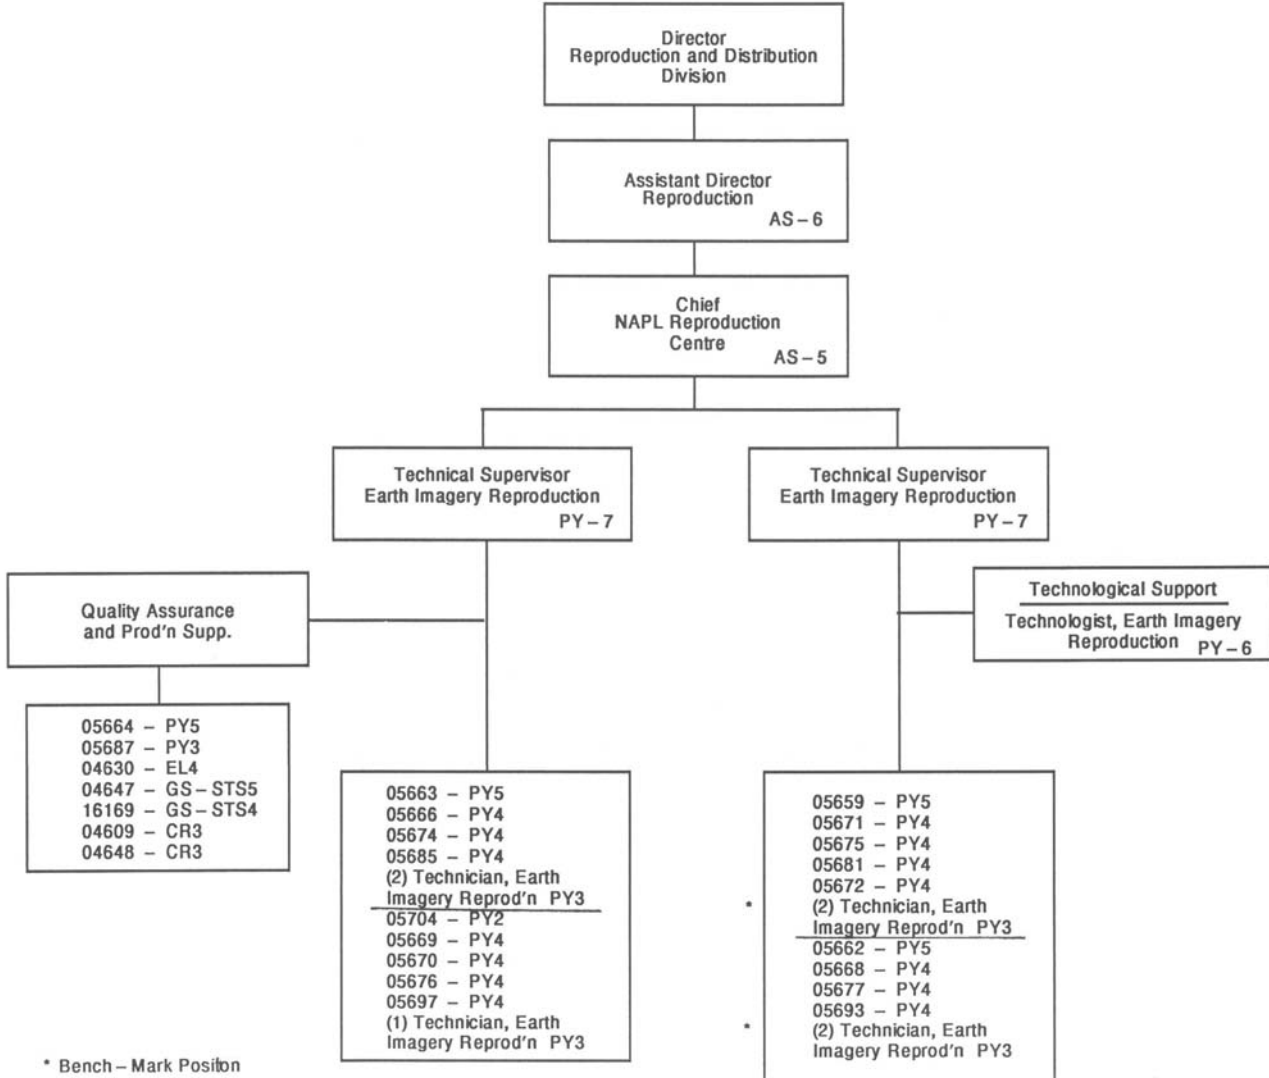 Director
Reproduction and Distribution
Division
Assistant Director
Reproduction
AS – 6
Chief
NAPL Reproduction
Centre
AS – 5
Technical Supervisor
Earth Imagery Reproduction
PY – 7
Technical Supervisor
Earth Imagery Reproduction
PY – 7
Quality Assurance
and Prod'n Supp.
Technological Support
Technologist, Earth Imagery
Reproduction PY – 6
05664 – PY5
05687 – PY3
04630 – EL4
04647 – GS – STS5
16169 – GS – STS4
04609 – CR3
04648 – CR3
05663 – PY5
05666 – PY4
05674 – PY4
05685 – PY4
(2) Technician, Earth
Imagery Reprod'n PY3
05704 – PY2
05669 – PY4
05670 – PY4
05676 – PY4
05697 – PY4
(1) Technician, Earth
Imagery Reprod'n PY3
05659 – PY5
05671 – PY4
05675 – PY4
05681 – PY4
05672 – PY4
* (2) Technician, Earth
Imagery Reprod'n PY3
05662 – PY5
05668 – PY4
05677 – PY4
05693 – PY4
* (2) Technician, Earth
Imagery Reprod'n PY3
* Bench – Mark Position